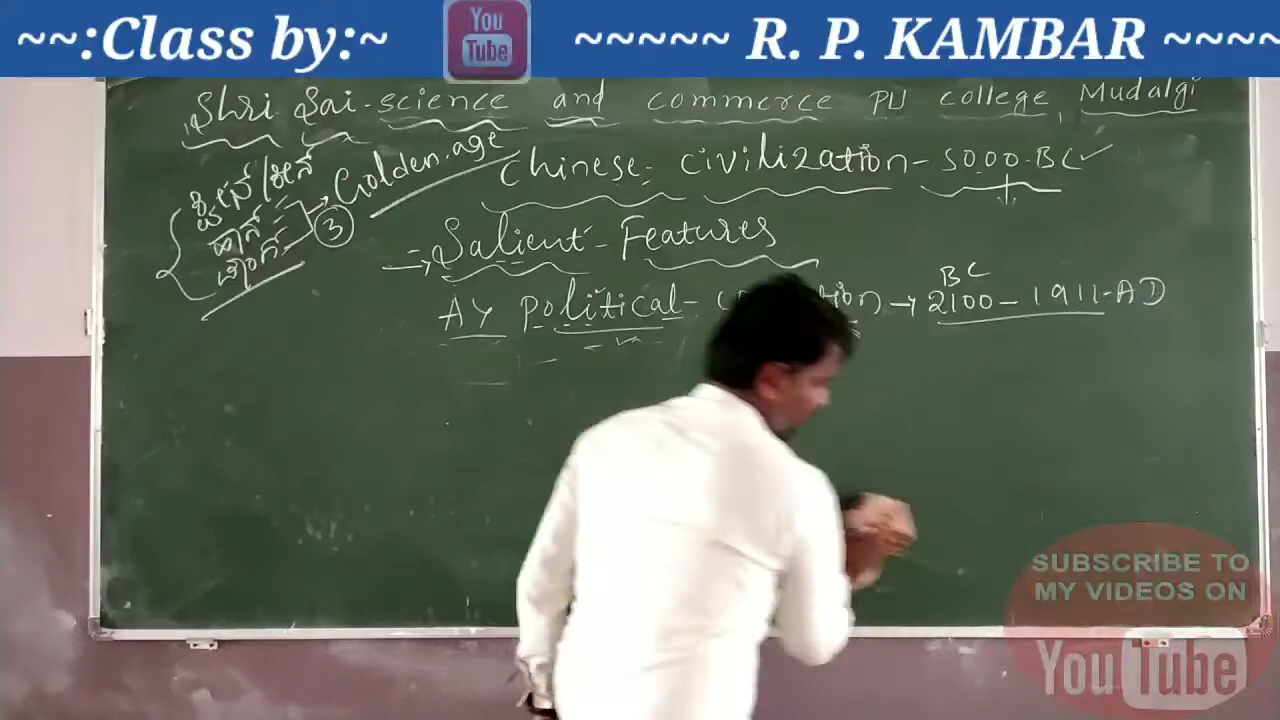 ~~:Class by:~ You Tube ~~~~~ R. P. KAMBAR ~~~~
Shri Sai-science and commerce PU college, Mudalgi
Golden-age
3
Chinese-civilization-5000-BC
Salient-Features
BC
AY political- →2100-1911-AD
SUBSCRIBE TO
MY VIDEOS ON
YouTube